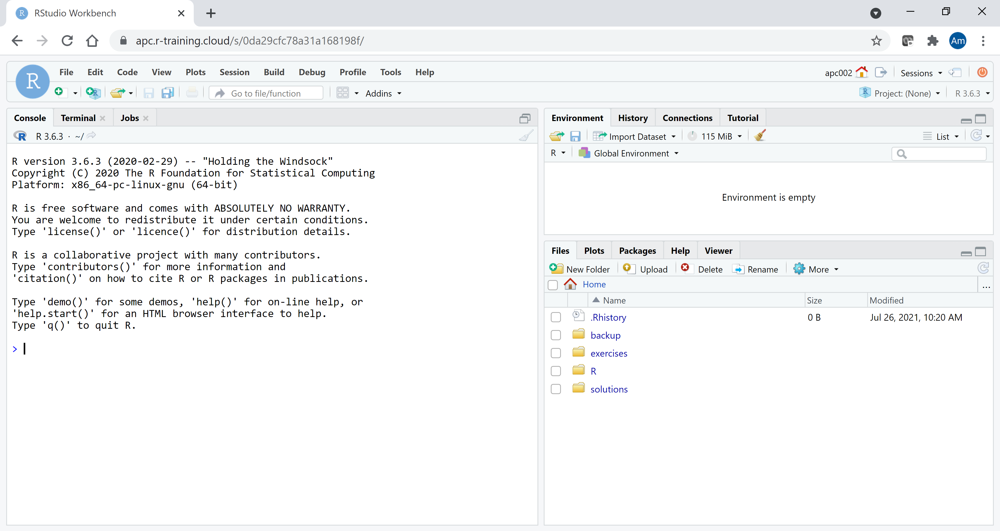 R RStudio Workbench
apc.r-training.cloud/s/0da29cfc78a31a168198f/
Am
R
File Edit Code View Plots Session Build Debug Profile Tools Help
apc002 Sessions
Go to file/function Addins
R Project: (None) R 3.6.3
Console Terminal Jobs
R R 3.6.3 · ~/
R version 3.6.3 (2020-02-29) -- "Holding the Windsock"
Copyright (C) 2020 The R Foundation for Statistical Computing
Platform: x86_64-pc-linux-gnu (64-bit)
R is free software and comes with ABSOLUTELY NO WARRANTY.
You are welcome to redistribute it under certain conditions.
Type 'license()' or 'licence()' for distribution details.
R is a collaborative project with many contributors.
Type 'contributors()' for more information and
'citation()' on how to cite R or R packages in publications.
Type 'demo()' for some demos, 'help()' for on-line help, or
'help.start()' for an HTML browser interface to help.
Type 'q()' to quit R.
>
Environment History Connections Tutorial
Import Dataset 115 MiB List
R Global Environment
Environment is empty
Files Plots Packages Help Viewer
New Folder Upload Delete Rename More
Home ...
Name Size Modified
.Rhistory 0 B Jul 26, 2021, 10:20 AM
backup
exercises
R
solutions